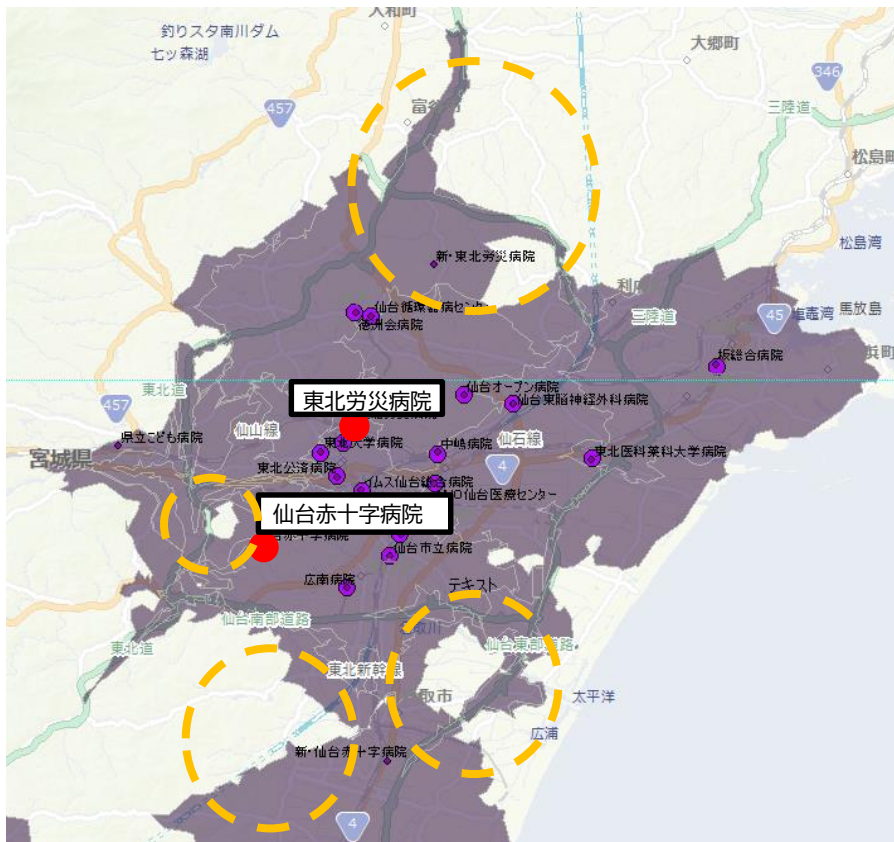 大和町
釣りスタ南川ダム
七ッ森湖
大郷町
346
457
三陸道
松島町
松島湾
新・東北労災病院
三陸道
45
塩竈湾
馬放島
仙台循環器病センター
徳洲会病院
坂総合病院
浜町
東北道
457
東北労災病院
仙台オープン病院
仙台東脳神経外科病院
県立こども病院
仙山線
仙石線
宮城県
中嶋病院
4
東北医科薬科大学病院
東北公済病院
イムス仙台総合病院
仙台医療センター
仙台赤十字病院
台赤十字病院
仙台市立病院
広南病院
テキスト
仙台南部道路
名取川
仙台東部道路
東北道
東北新幹線
取市
太平洋
広浦
新・仙台赤十字病院
4